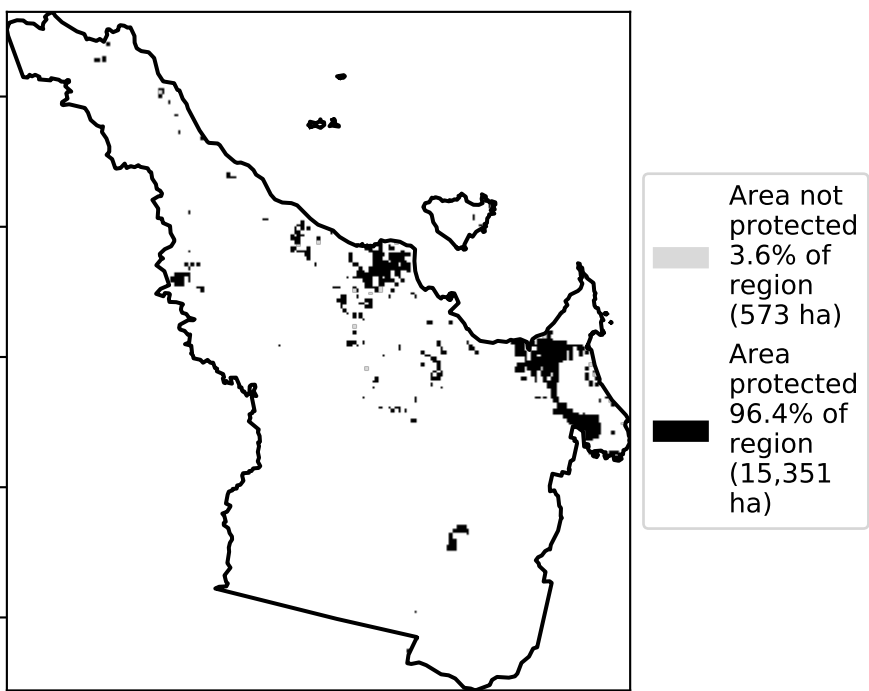 Area not
protected
3.6% of
region
(573 ha)
Area
protected
96.4% of
region
(15,351
ha)